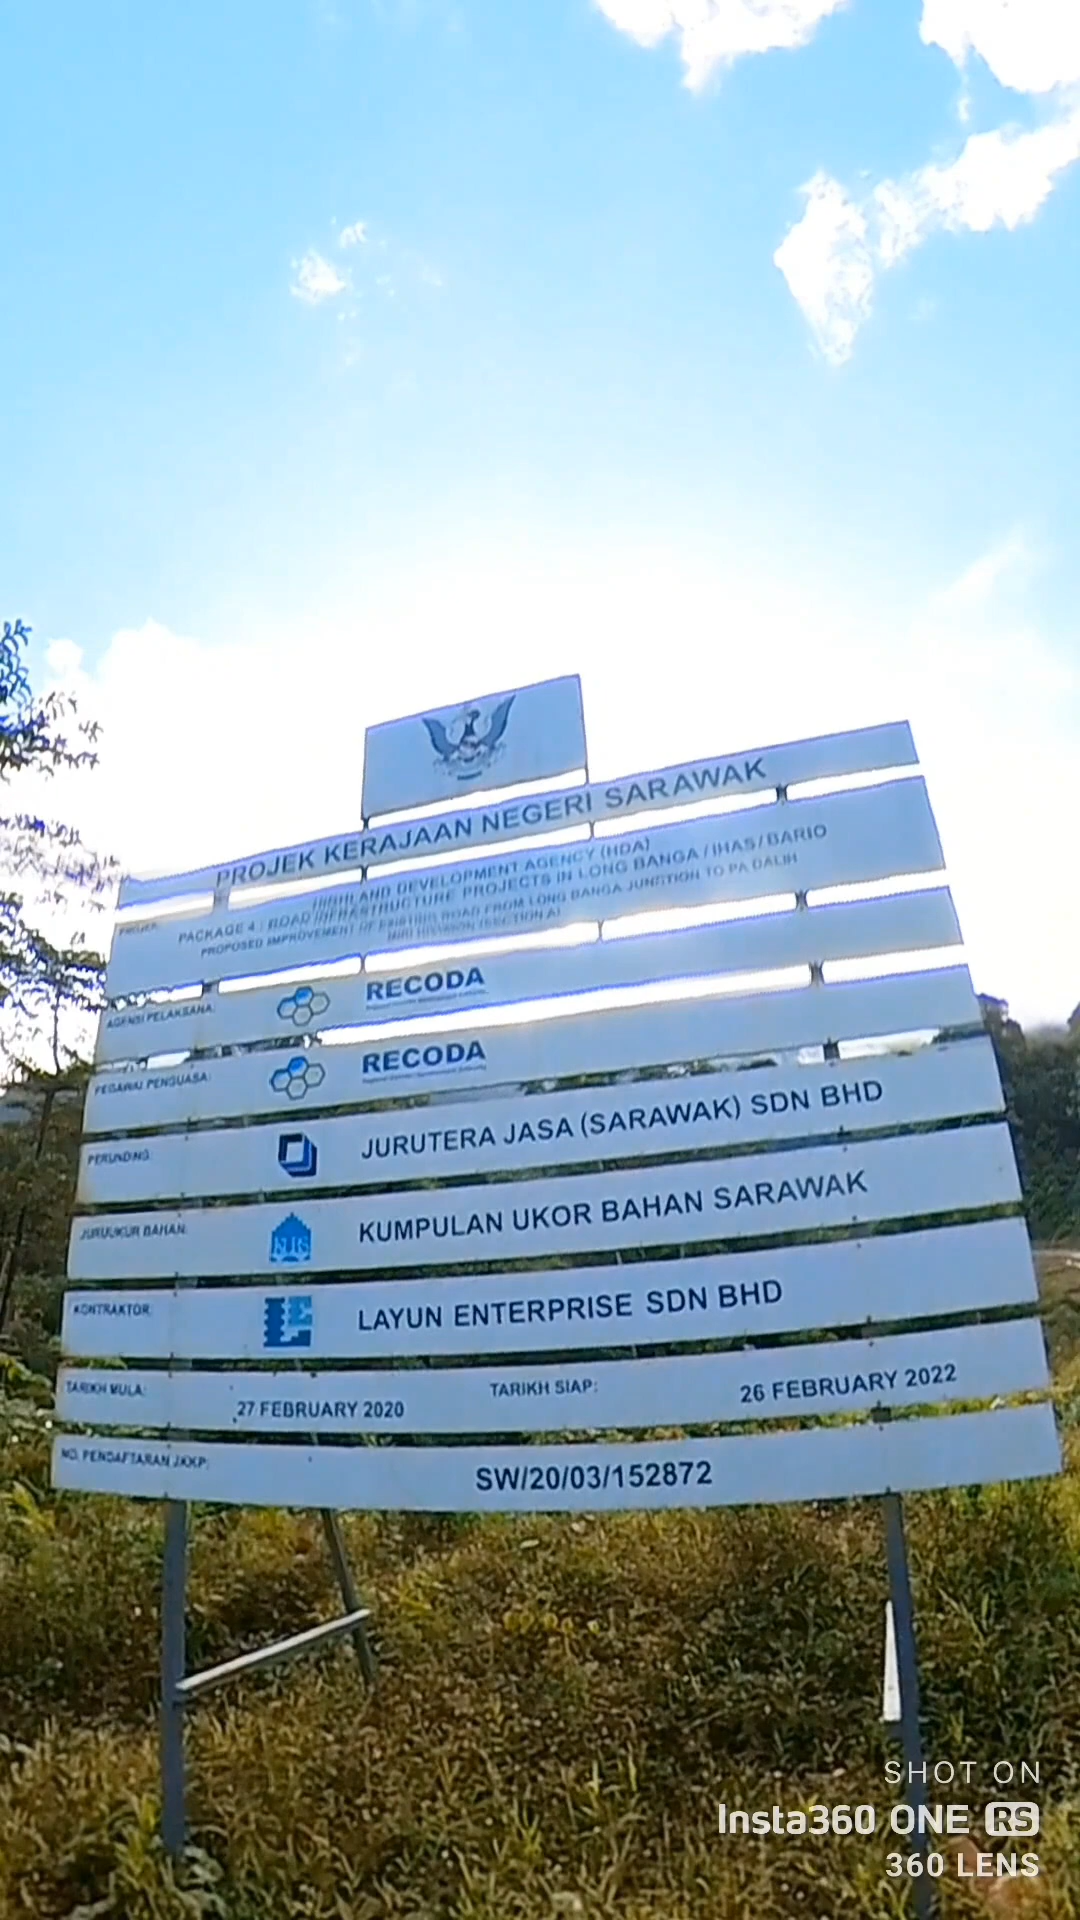 PROJEK KERAJAAN NEGERI SARAWAK
PROJEK:
HIGHLAND DEVELOPMENT AGENCY (HDA)
PACKAGE 4 : ROAD INFRASTRUCTURE PROJECTS IN LONG BANGA / IHAS / BARIO
PROPOSED IMPROVEMENT OF EXISTING ROAD FROM LONG BANGA JUNCTION TO PA DALIH
MIRI DIVISION (SECTION A)
AGENSI PELAKSANA:
RECODA
PEGAWAI PENGUASA:
RECODA
PERUNDING:
JURUTERA JASA (SARAWAK) SDN BHD
JURUUKUR BAHAN:
KUMPULAN UKOR BAHAN SARAWAK
KONTRAKTOR:
LAYUN ENTERPRISE SDN BHD
TARIKH MULA:
27 FEBRUARY 2020
TARIKH SIAP:
26 FEBRUARY 2022
NO. PENDAFTARAN JKKP:
SW/20/03/152872
SHOT ON
Insta360 ONE RS
360 LENS